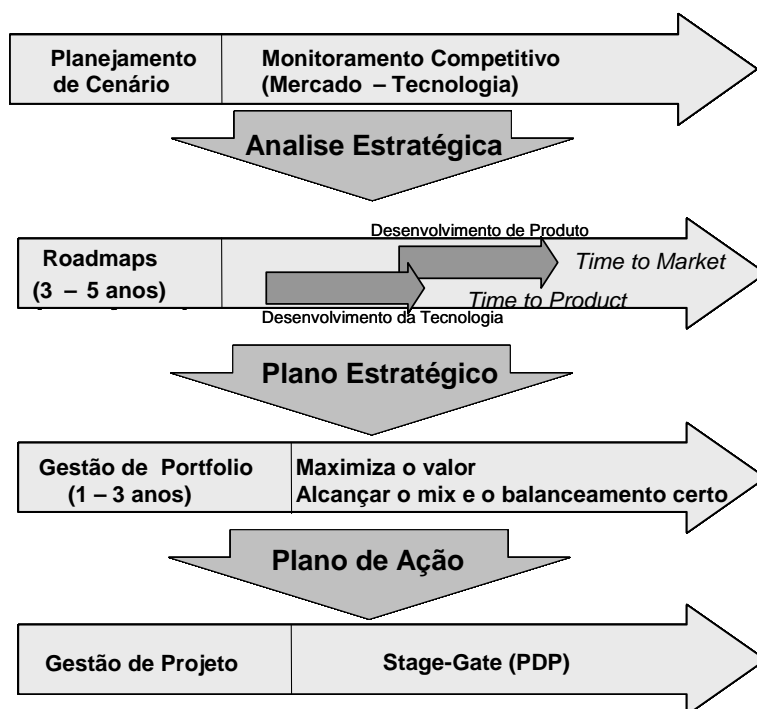 Planejamento
de Cenário
Monitoramento Competitivo
(Mercado – Tecnologia)
Analise Estratégica
Desenvolvimento de Produto
Roadmaps
(3 – 5 anos)
Time to Market
Time to Product
Desenvolvimento da Tecnologia
Plano Estratégico
Gestão de Portfolio
(1 – 3 anos)
Maximiza o valor
Alcançar o mix e o balanceamento certo
Plano de Ação
Gestão de Projeto
Stage-Gate (PDP)